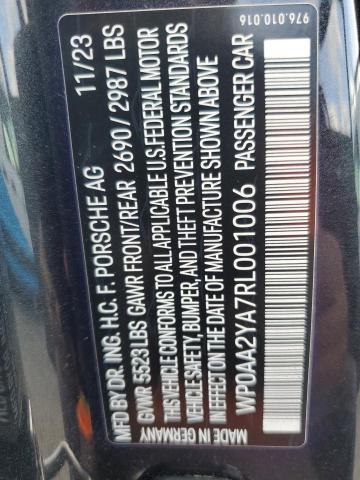 976.010.016
MFD BY DR. ING. H.C. F. PORSCHE AG 11/23
GVWR 5523 LBS GAWR FRONT/REAR 2690/2987 LBS
THIS VEHICLE CONFORMS TO ALL APPLICABLE U.S. FEDERAL MOTOR
VEHICLE SAFETY, BUMPER, AND THEFT PREVENTION STANDARDS
IN EFFECT ON THE DATE OF MANUFACTURE SHOWN ABOVE
WP0AA2YA7RL001006 PASSENGER CAR
MADE IN GERMANY